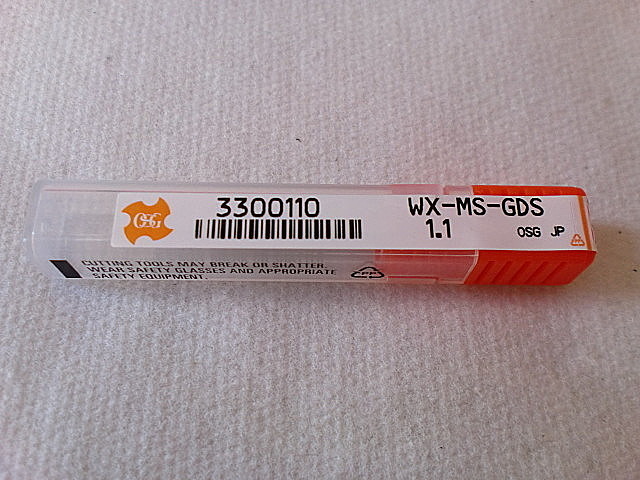 OSG
3300110
WX-MS-GDS
1.1
OSG JP
CUTTING TOOLS MAY BREAK OR SHATTER.
WEAR SAFETY GLASSES AND APPROPRIATE
SAFETY EQUIPMENT.